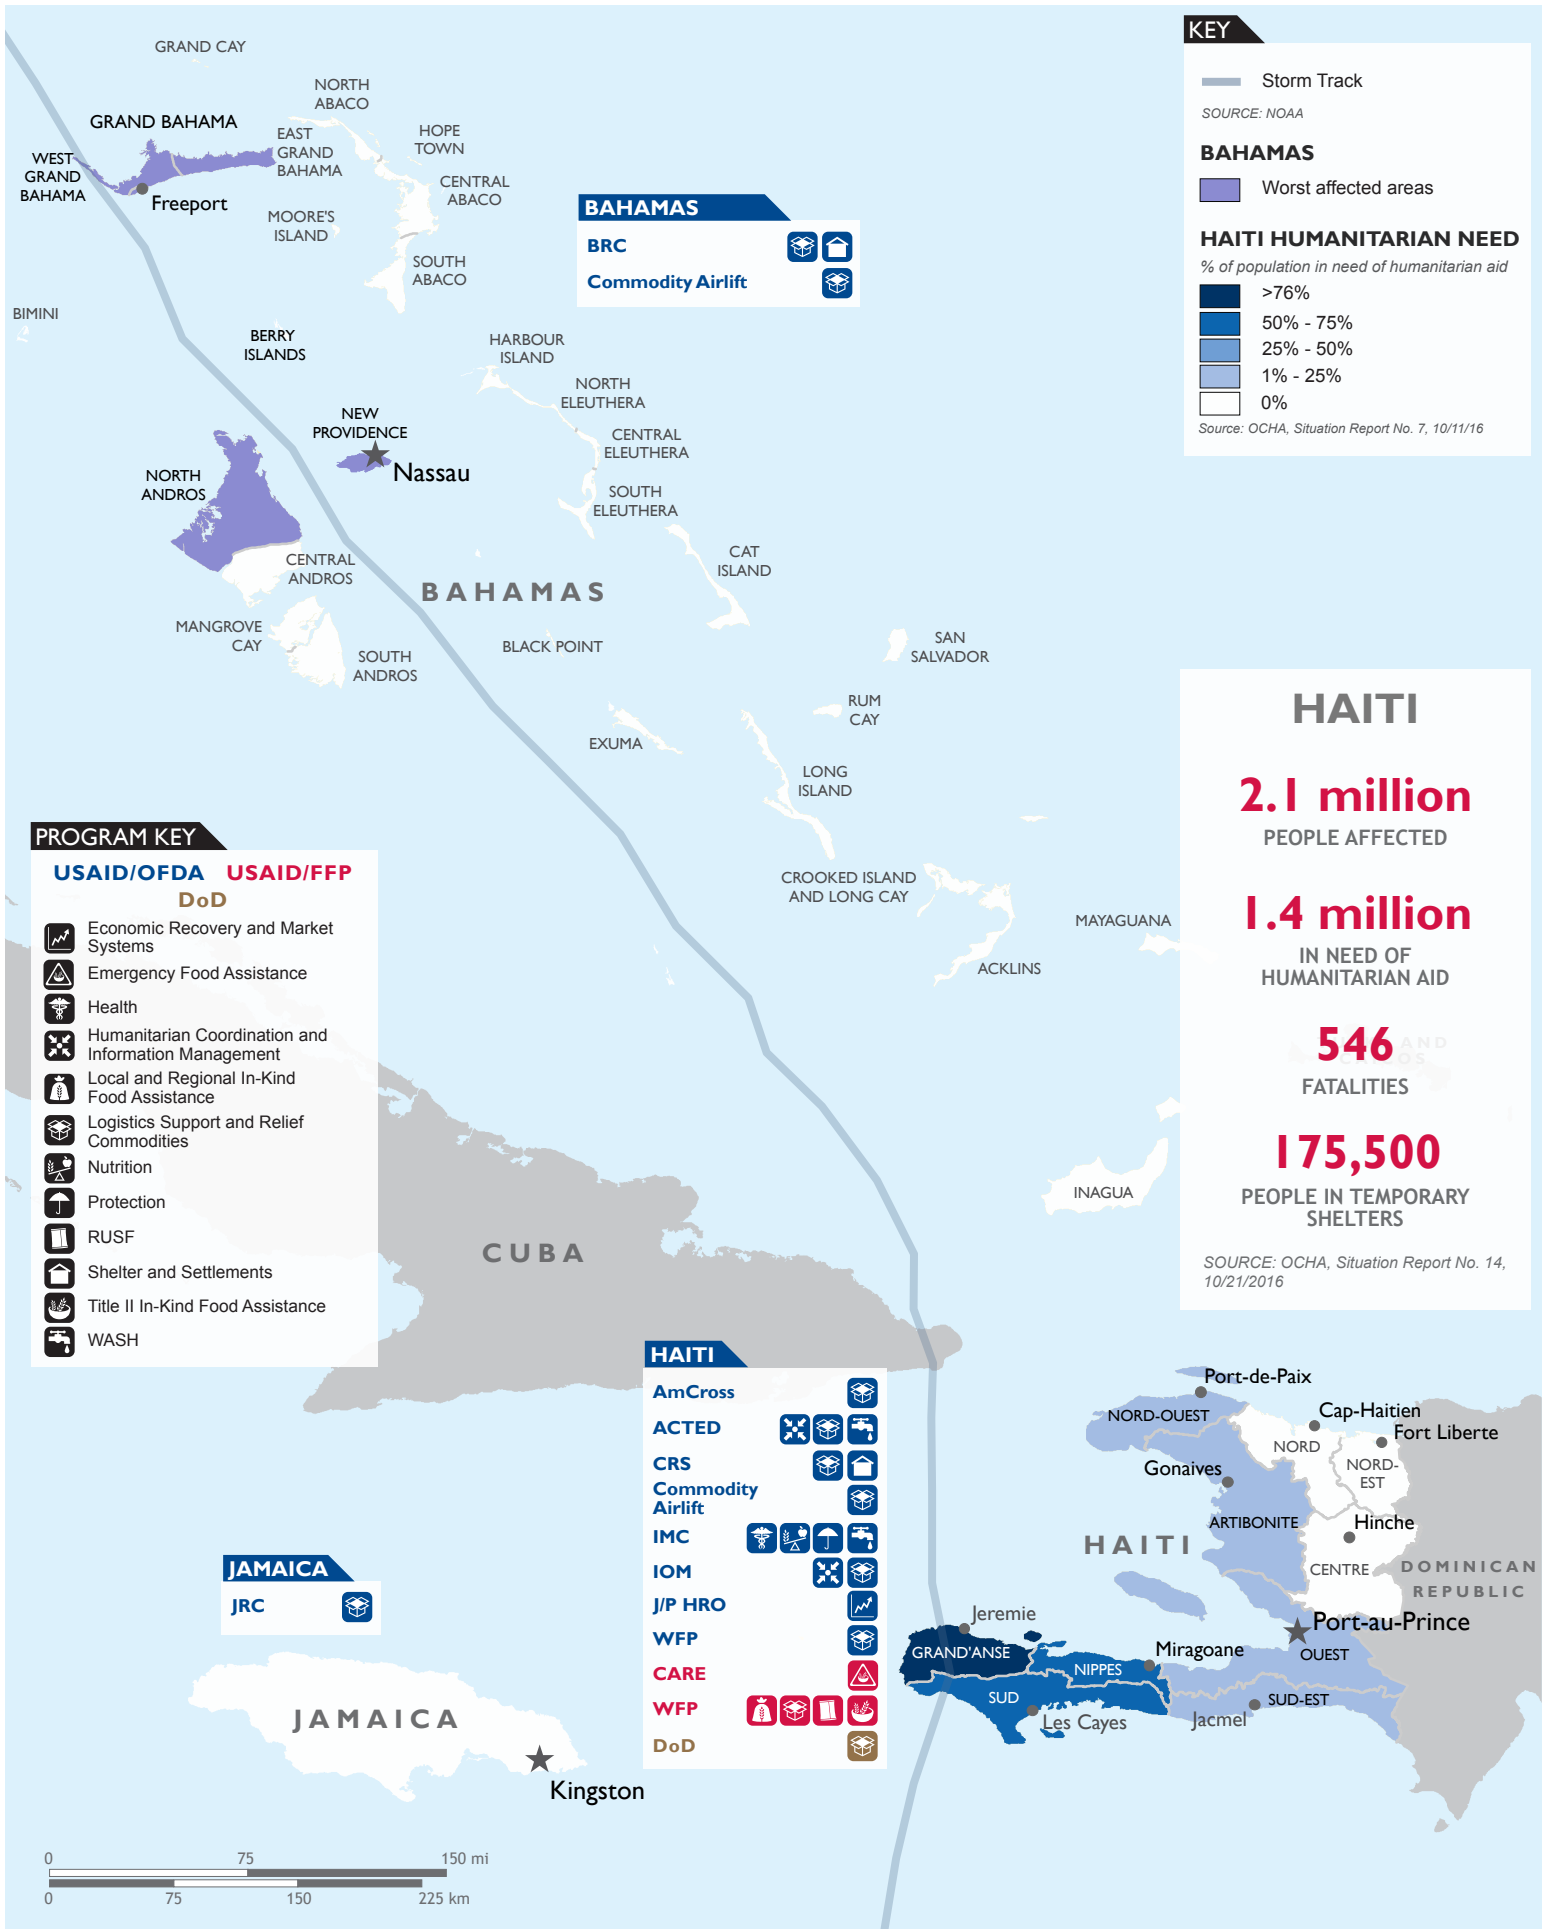 GRAND CAY
NORTH
ABACO
GRAND BAHAMA
EAST
GRAND
BAHAMA
HOPE
TOWN
WEST
GRAND
BAHAMA
Freeport
CENTRAL
ABACO
MOORE'S
ISLAND
SOUTH
ABACO
BIMINI
BERRY
ISLANDS
HARBOUR
ISLAND
NORTH
ELEUTHERA
NEW
PROVIDENCE
Nassau
CENTRAL
ELEUTHERA
NORTH
ANDROS
SOUTH
ELEUTHERA
CENTRAL
ANDROS
CAT
ISLAND
BAHAMAS
MANGROVE
CAY
BLACK POINT
SOUTH
ANDROS
SAN
SALVADOR
RUM
CAY
EXUMA
LONG
ISLAND
CROOKED ISLAND
AND LONG CAY
MAYAGUANA
ACKLINS
INAGUA
CUBA
BAHAMAS
BRC
Commodity Airlift
KEY
Storm Track
SOURCE: NOAA
BAHAMAS
Worst affected areas
HAITI HUMANITARIAN NEED
% of population in need of humanitarian aid
>76%
50% - 75%
25% - 50%
1% - 25%
0%
Source: OCHA, Situation Report No. 7, 10/11/16
HAITI
2.1 million
PEOPLE AFFECTED
1.4 million
IN NEED OF
HUMANITARIAN AID
546
FATALITIES
175,500
PEOPLE IN TEMPORARY
SHELTERS
SOURCE: OCHA, Situation Report No. 14,
10/21/2016
PROGRAM KEY
USAID/OFDA USAID/FFP
DoD
Economic Recovery and Market
Systems
Emergency Food Assistance
Health
Humanitarian Coordination and
Information Management
Local and Regional In-Kind
Food Assistance
Logistics Support and Relief
Commodities
Nutrition
Protection
RUSF
Shelter and Settlements
Title II In-Kind Food Assistance
WASH
HAITI
AmCross
ACTED
CRS
Commodity
Airlift
IMC
IOM
J/P HRO
WFP
CARE
WFP
DoD
JAMAICA
JRC
JAMAICA
Kingston
Port-de-Paix
NORD-OUEST
Cap-Haitien
Fort Liberte
NORD
NORD-
EST
Gonaives
ARTIBONITE
Hinche
HAITI
CENTRE
DOMINICAN
REPUBLIC
Jeremie
Port-au-Prince
GRAND'ANSE
Miragoane
OUEST
NIPPES
SUD
SUD-EST
Les Cayes
Jacmel
0 75 150 mi
0 75 150 225 km